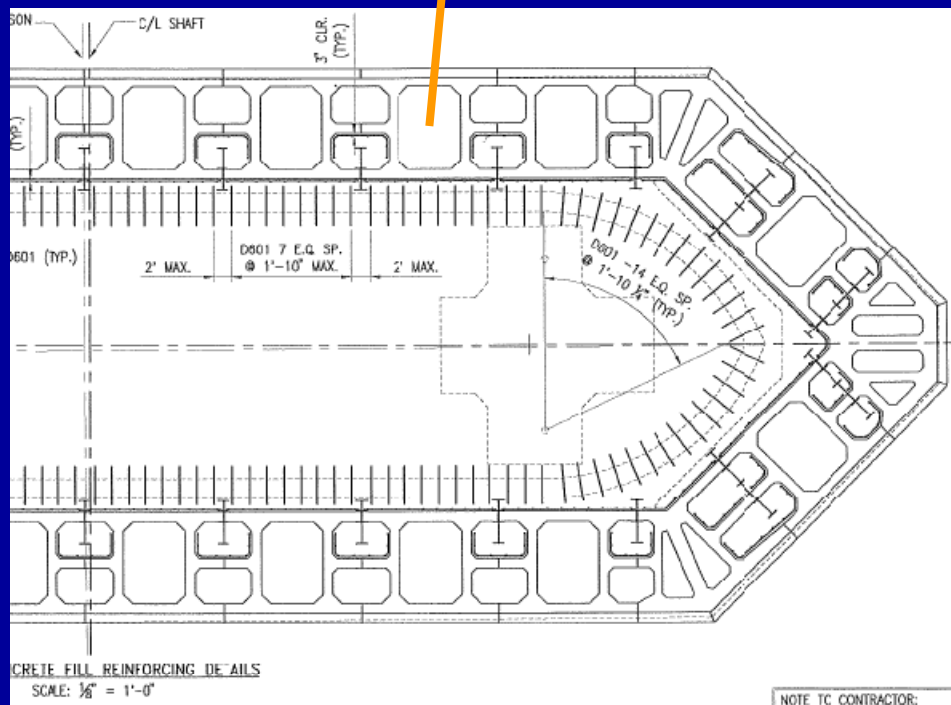 SON
C/L SHAFT
3" CLR.
(TYP.)
(TYP.)
D601 (TYP.)
2' MAX.
D601 7 E.Q. SP.
@ 1'-10" MAX.
2' MAX.
D601 -14 E.Q. SP.
@ 1'-10 ¼" (TYP.)
CRETE FILL REINFORCING DETAILS
SCALE: ⅛" = 1'-0"
NOTE TO CONTRACTOR: